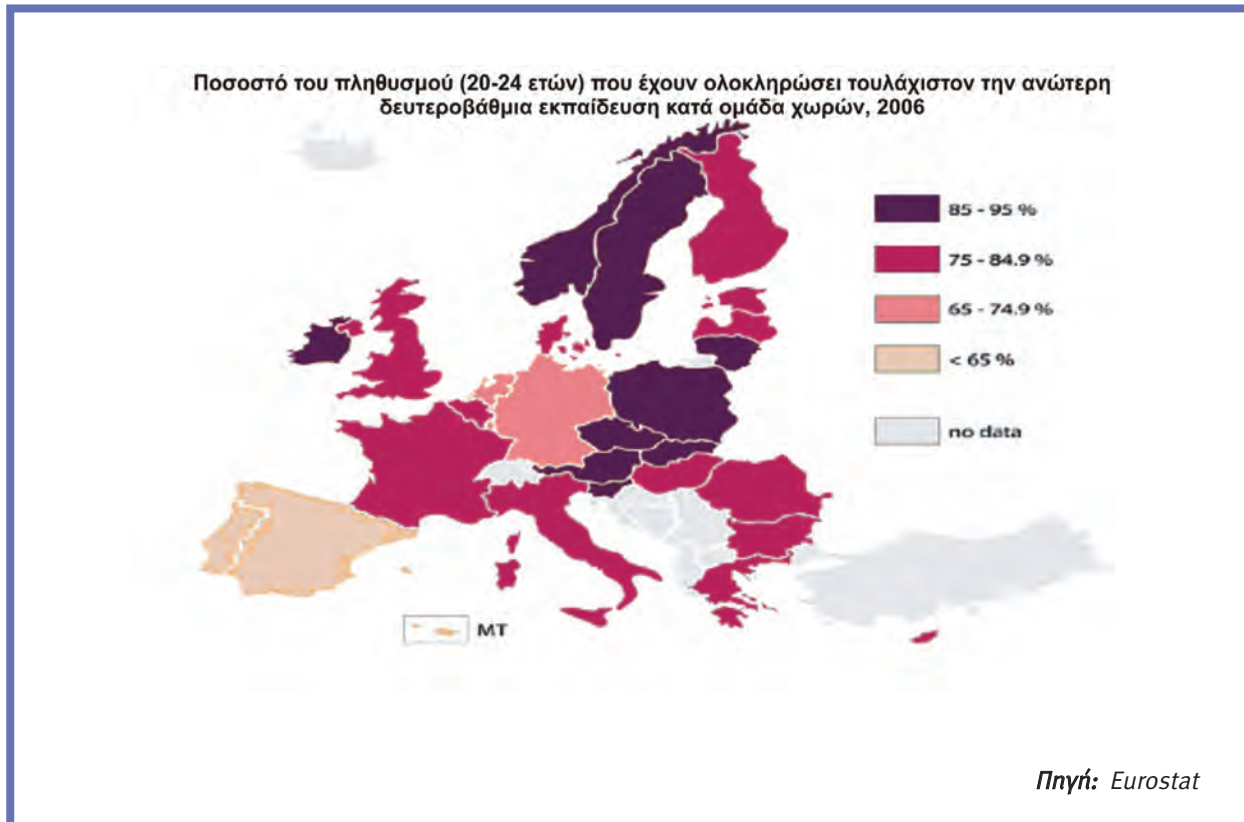 Ποσοστό του πληθυσμού (20-24 ετών) που έχουν ολοκληρώσει τουλάχιστον την ανώτερη
δευτεροβάθμια εκπαίδευση κατά ομάδα χωρών, 2006
85 - 95 %
75 - 84.9 %
65 - 74.9 %
< 65 %
no data
MT
Πηγή: Eurostat